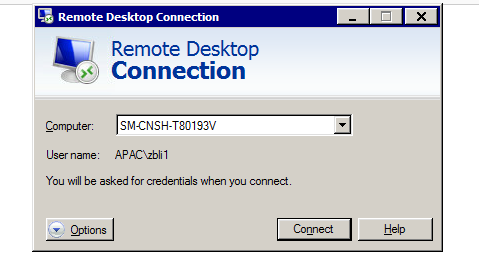 Remote Desktop Connection
Remote Desktop
Connection
Computer: SM-CNSH-T80193V
User name: APAC\zbli1
You will be asked for credentials when you connect.
Options Connect Help